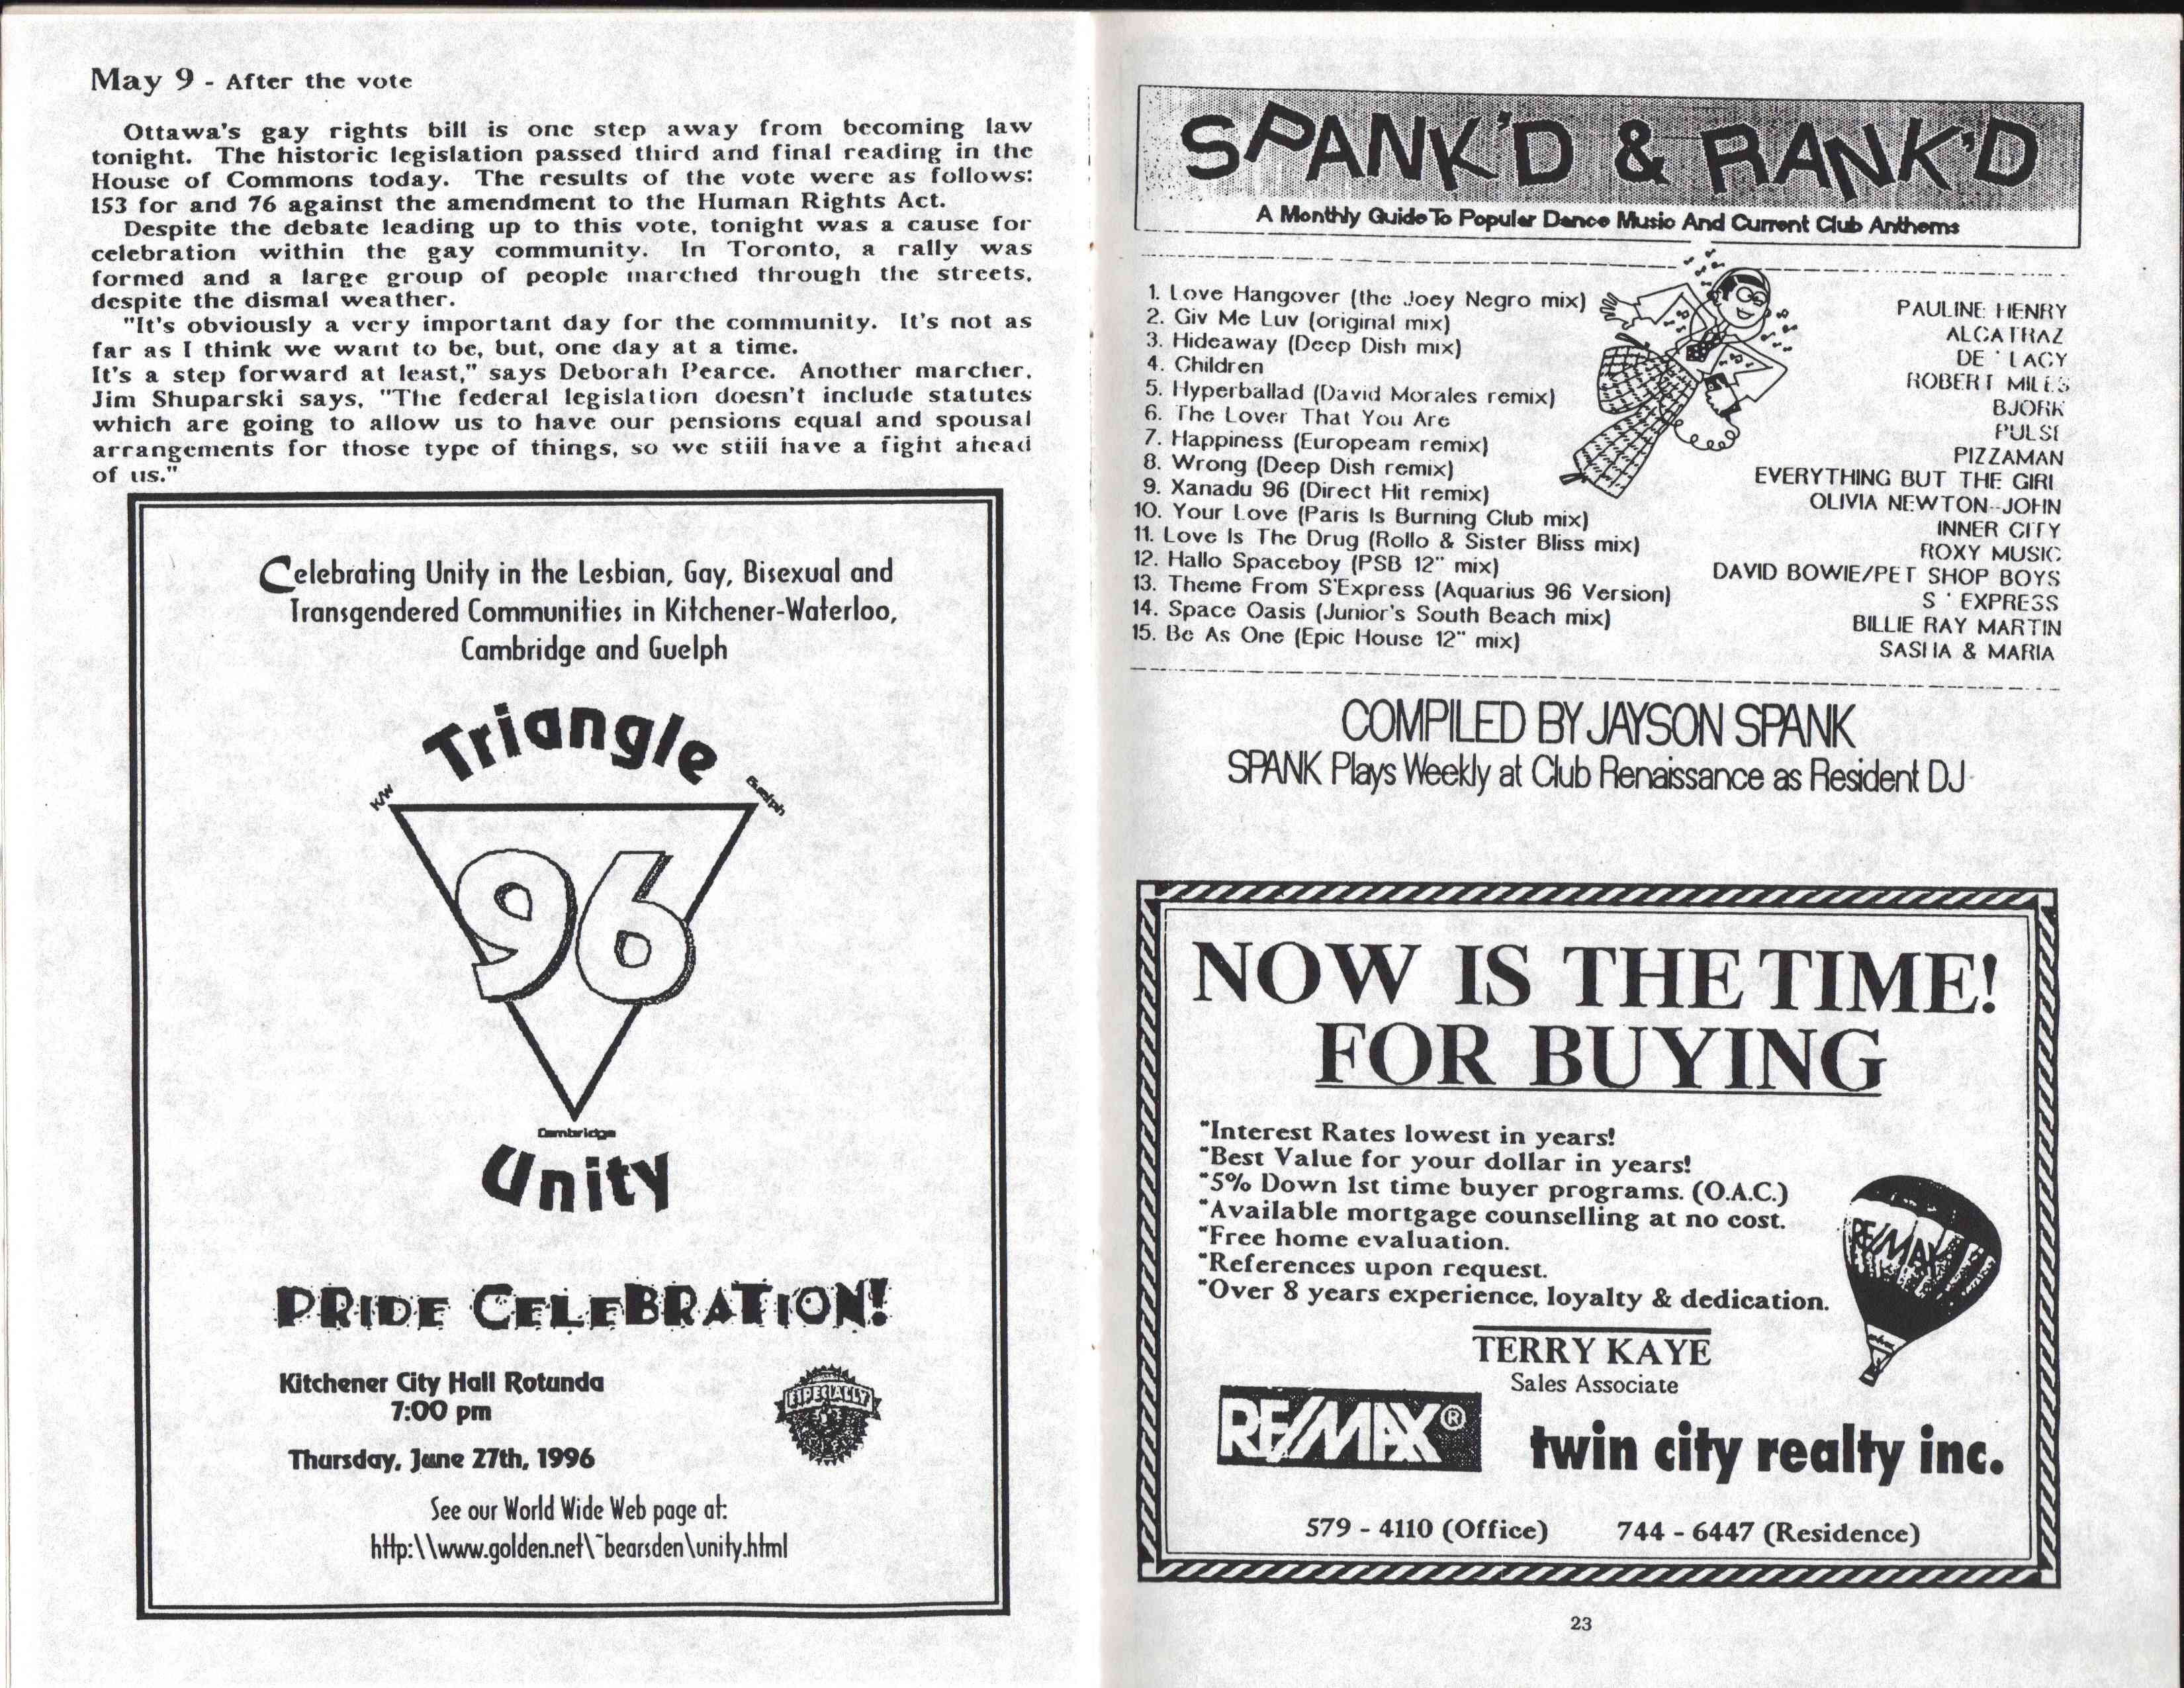 May 9 - After the vote
Ottawa's gay rights bill is one step away from becoming law
tonight. The historic legislation passed third and final reading in the
House of Commons today. The results of the vote were as follows:
153 for and 76 against the amendment to the Human Rights Act.
Despite the debate leading up to this vote, tonight was a cause for
celebration within the gay community. In Toronto, a rally was
formed and a large group of people marched through the streets,
despite the dismal weather.
"It's obviously a very important day for the community. It's not as
far as I think we want to be, but, one day at a time.
It's a step forward at least," says Deborah Pearce. Another marcher,
Jim Shuparski says, "The federal legislation doesn't include statutes
which are going to allow us to have our pensions equal and spousal
arrangements for those type of things, so we still have a fight ahead
of us."
Celebrating Unity in the Lesbian, Gay, Bisexual and
Transgendered Communities in Kitchener-Waterloo,
Cambridge and Guelph
Triangle
K/W
Guelph
96
Cambridge
Unity
PRIDE CELEBRATION!
Kitchener City Hall Rotunda
7:00 pm
ESPECIALLY
Thursday, June 27th, 1996
See our World Wide Web page at:
http:\\www.golden.net\~bearsden\unity.html
SPANK'D & RANK'D
A Monthly Guide To Popular Dance Music And Current Club Anthems
1. Love Hangover (the Joey Negro mix) PAULINE HENRY
2. Giv Me Luv (original mix) ALCATRAZ
3. Hideaway (Deep Dish mix) DE ' LACY
4. Children ROBERT MILES
5. Hyperballad (David Morales remix) BJORK
6. The Lover That You Are PULSE
7. Happiness (Europeam remix) PIZZAMAN
8. Wrong (Deep Dish remix) EVERYTHING BUT THE GIRL
9. Xanadu 96 (Direct Hit remix) OLIVIA NEWTON-JOHN
10. Your Love (Paris Is Burning Club mix) INNER CITY
11. Love Is The Drug (Rollo & Sister Bliss mix) ROXY MUSIC
12. Hallo Spaceboy (PSB 12" mix) DAVID BOWIE/PET SHOP BOYS
13. Theme From S'Express (Aquarius 96 Version) S ' EXPRESS
14. Space Oasis (Junior's South Beach mix) BILLIE RAY MARTIN
15. Be As One (Epic House 12" mix) SASHA & MARIA
COMPILED BY JAYSON SPANK
SPANK Plays Weekly at Club Renaissance as Resident DJ
NOW IS THE TIME!
FOR BUYING
*Interest Rates lowest in years!
*Best Value for your dollar in years!
*5% Down 1st time buyer programs. (O.A.C.)
*Available mortgage counselling at no cost.
*Free home evaluation.
*References upon request.
*Over 8 years experience, loyalty & dedication.
RE/MAX
TERRY KAYE
Sales Associate
RE/MAX® twin city realty inc.
579 - 4110 (Office) 744 - 6447 (Residence)
23